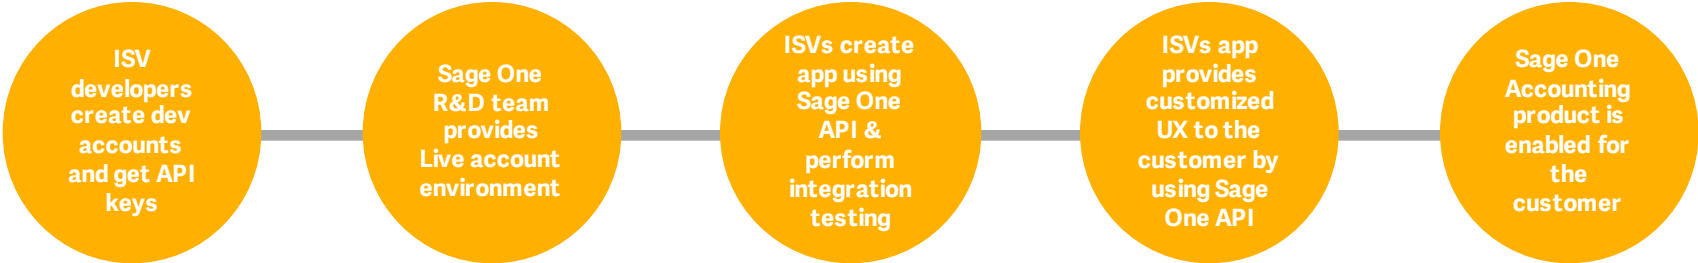 ISV
developers
create dev
accounts
and get API
keys
Sage One
R&D team
provides
Live account
environment
ISVs create
app using
Sage One
API &
perform
integration
testing
ISVs app
provides
customized
UX to the
customer by
using Sage
One API
Sage One
Accounting
product is
enabled for
the
customer